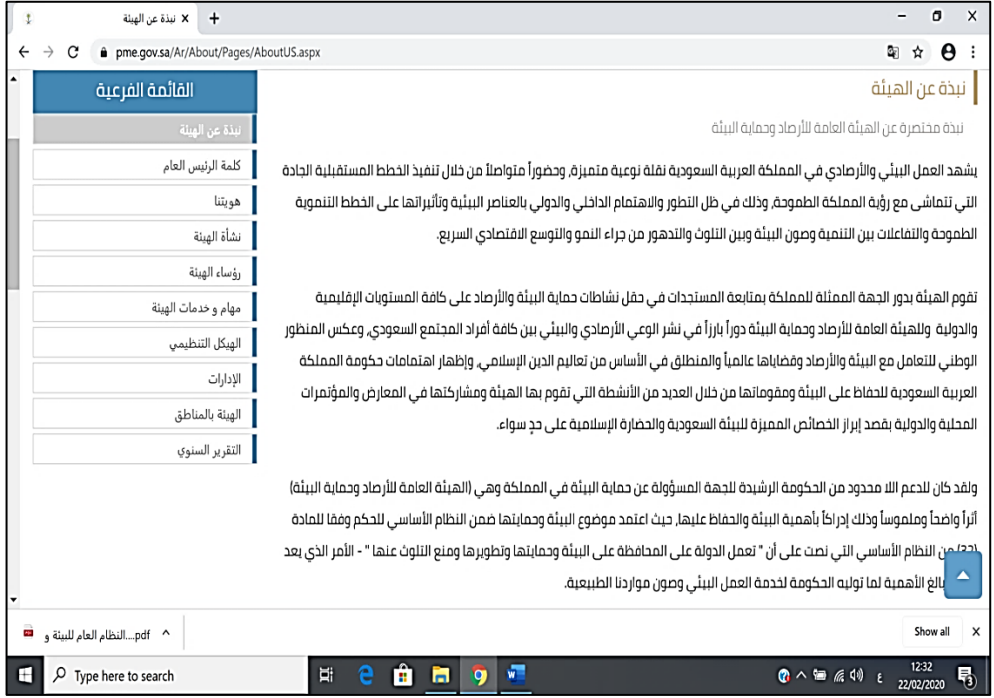 نبذة عن الهيئة
pme.gov.sa/Ar/About/Pages/AboutUS.aspx
نبذة عن الهيئة
نبذة مختصرة عن الهيئة العامة للأرصاد وحماية البيئة
يشهد العمل البيئي والأرصادي في المملكة العربية السعودية نقلة نوعية متميزة، وحضوراً متواصلاً من خلال تنفيذ الخطط المستقبلية الجادة
التي تتماشى مع رؤية المملكة الطموحة، وذلك في ظل التطور والاهتمام الداخلي والدولي بالعناصر البيئية وتأثيراتها على الخطط التنموية
الطموحة والتفاعلات بين التنمية وصون البيئة وبين التلوث والتدهور من جراء النمو والتوسع الاقتصادي السريع.
تقوم الهيئة بدور الجهة الممثلة للمملكة بمتابعة المستجدات في حقل نشاطات حماية البيئة والأرصاد على كافة المستويات الإقليمية
والدولية وللهيئة العامة للأرصاد وحماية البيئة دوراً بارزاً في نشر الوعي الأرصادي والبيئي بين كافة أفراد المجتمع السعودي، وعكس المنظور
الوطني للتعامل مع البيئة والأرصاد وقضاياها عالمياً والمنطلق في الأساس من تعاليم الدين الإسلامي، وإظهار اهتمامات حكومة المملكة
العربية السعودية للحفاظ على البيئة ومقوماتها من خلال العديد من الأنشطة التي تقوم بها الهيئة ومشاركتها في المعارض والمؤتمرات
المحلية والدولية بقصد إبراز الخصائص المميزة للبيئة السعودية والحضارة الإسلامية على حدٍ سواء.
ولقد كان للدعم اللا محدود من الحكومة الرشيدة للجهة المسؤولة عن حماية البيئة في المملكة وهي (الهيئة العامة للأرصاد وحماية البيئة)
أثراً واضحاً وملموساً وذلك إدراكاً بأهمية البيئة والحفاظ عليها، حيث اعتمد موضوع البيئة وحمايتها ضمن النظام الأساسي للحكم وفقا للمادة
(32) من النظام الأساسي التي نصت على أن " تعمل الدولة على المحافظة على البيئة وحمايتها وتطويرها ومنع التلوث عنها " - الأمر الذي يعد
بالغ الأهمية لما توليه الحكومة لخدمة العمل البيئي وصون مواردنا الطبيعية.
القائمة الفرعية
نبذة عن الهيئة
كلمة الرئيس العام
هويتنا
نشأة الهيئة
رؤساء الهيئة
مهام و خدمات الهيئة
الهيكل التنظيمي
الإدارات
الهيئة بالمناطق
التقرير السنوي
النظام العام للبيئة و....pdf
Show all
Type here to search
ع
12:32
22/02/2020
3